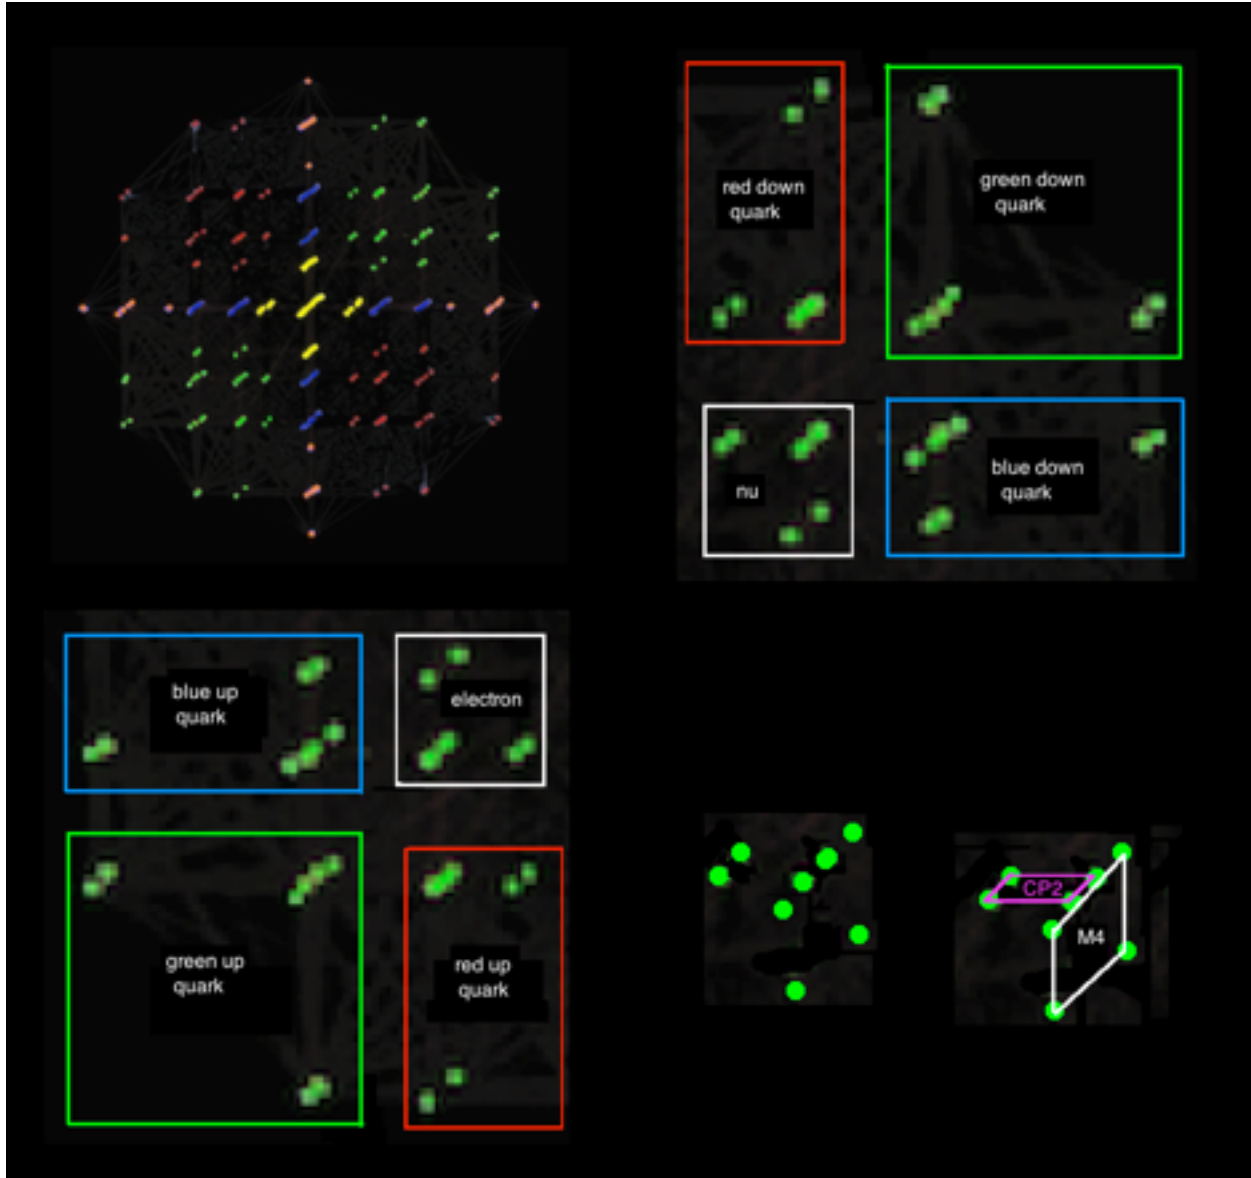 red down
quark
green down
quark
nu
blue down
quark
blue up
quark
electron
green up
quark
red up
quark
CP2
M4